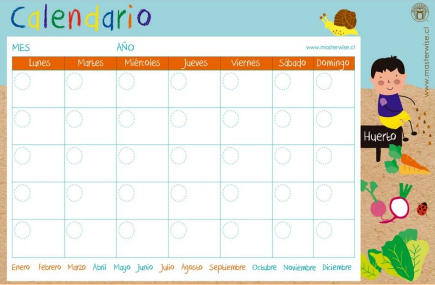 Calendario
MES AÑO www.masterwise.cl
Lunes Martes Miércoles Jueves Viernes Sábado Domingo
www.masterwise.cl
Huerto
Enero Febrero Marzo Abril Mayo Junio Julio Agosto Septiembre Octubre Noviembre Diciembre